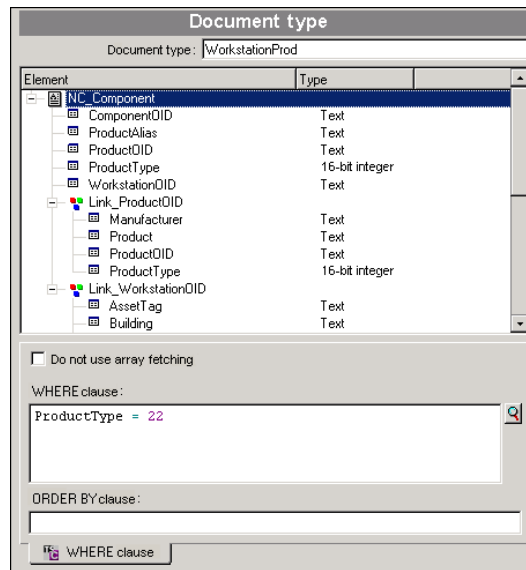 Document type
Document type: WorkstationProd
Element Type
NC_Component
ComponentOID Text
ProductAlias Text
ProductOID Text
ProductType 16-bit integer
WorkstationOID Text
Link_ProductOID
Manufacturer Text
Product Text
ProductOID Text
ProductType 16-bit integer
Link_WorkstationOID
AssetTag Text
Building Text
Do not use array fetching
WHERE clause:
ProductType = 22
ORDER BY clause:
WHERE clause